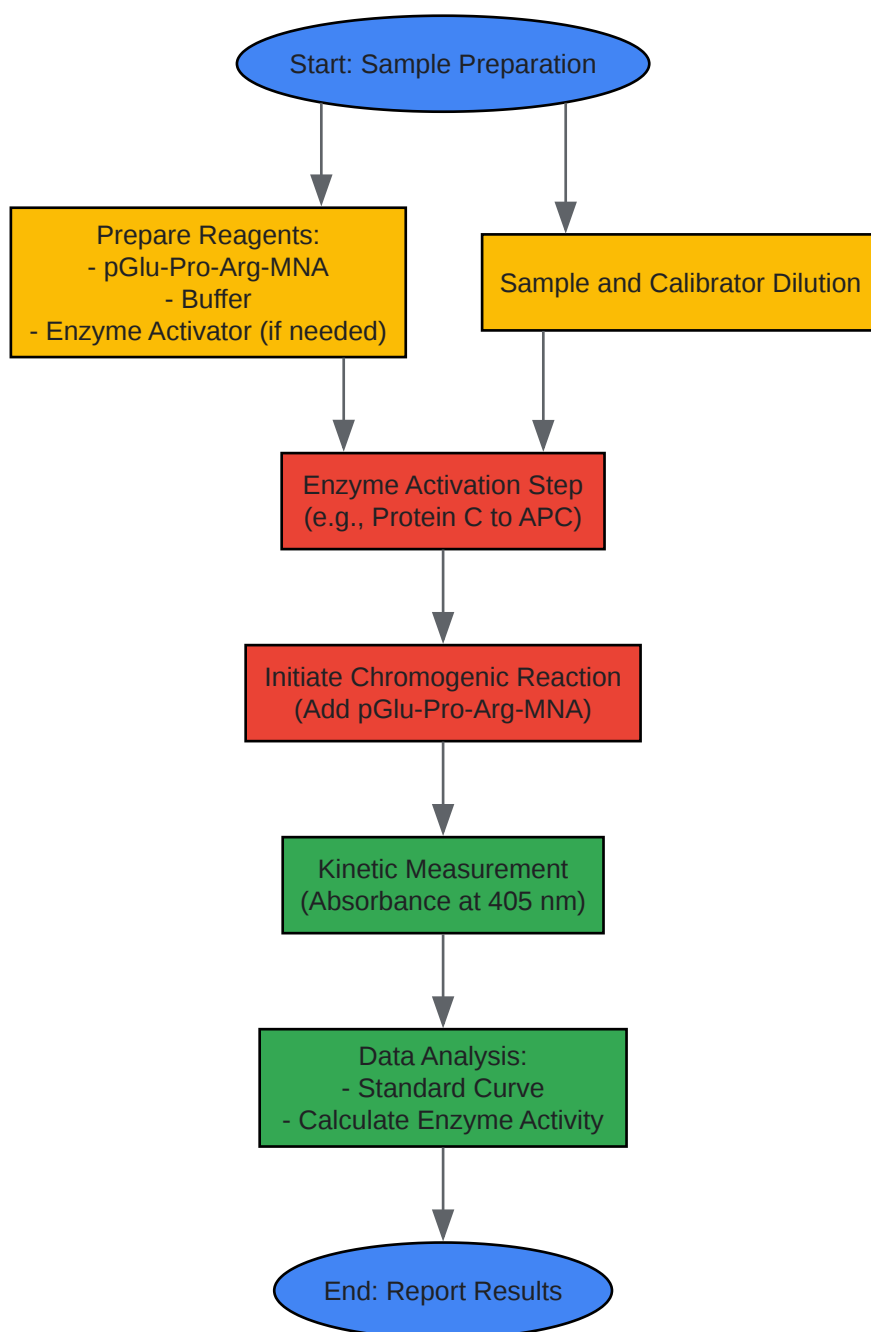 Start: Sample Preparation
Prepare Reagents:
- pGlu-Pro-Arg-MNA
- Buffer
- Enzyme Activator (if needed)
Sample and Calibrator Dilution
Enzyme Activation Step
(e.g., Protein C to APC)
Initiate Chromogenic Reaction
(Add pGlu-Pro-Arg-MNA)
Kinetic Measurement
(Absorbance at 405 nm)
Data Analysis:
- Standard Curve
- Calculate Enzyme Activity
End: Report Results